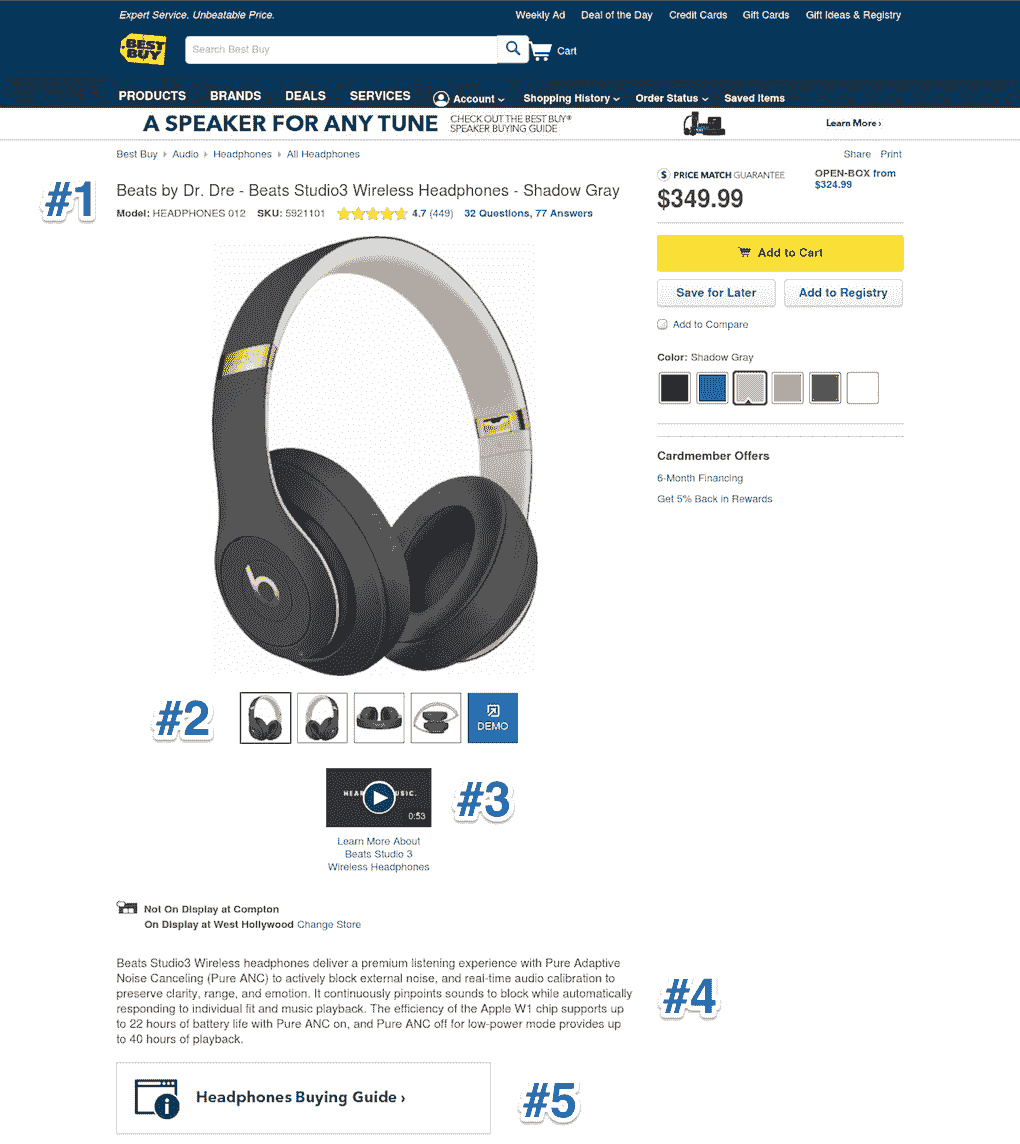 Expert Service. Unbeatable Price.
Weekly Ad Deal of the Day Credit Cards Gift Cards Gift Ideas & Registry
BEST BUY
Search Best Buy
Cart
PRODUCTS BRANDS DEALS SERVICES Account Shopping History Order Status Saved Items
A SPEAKER FOR ANY TUNE
CHECK OUT THE BEST BUY®
SPEAKER BUYING GUIDE
Learn More ›
Best Buy Audio Headphones All Headphones
Share Print
#1
Beats by Dr. Dre - Beats Studio3 Wireless Headphones - Shadow Gray
Model: HEADPHONES 012 SKU: 5921101 4.7 (449) 32 Questions, 77 Answers
$ PRICE MATCH GUARANTEE
$349.99
OPEN-BOX from
$324.99
Add to Cart
Save for Later Add to Registry
Add to Compare
Color: Shadow Gray
Cardmember Offers
6-Month Financing
Get 5% Back in Rewards
b
#2
DEMO
0:53
#3
Learn More About
Beats Studio 3
Wireless Headphones
Not On Display at Compton
On Display at West Hollywood Change Store
Beats Studio3 Wireless headphones deliver a premium listening experience with Pure Adaptive
Noise Canceling (Pure ANC) to actively block external noise, and real-time audio calibration to
preserve clarity, range, and emotion. It continuously pinpoints sounds to block while automatically
responding to individual fit and music playback. The efficiency of the Apple W1 chip supports up
to 22 hours of battery life with Pure ANC on, and Pure ANC off for low-power mode provides up
to 40 hours of playback.
#4
Headphones Buying Guide ›
#5